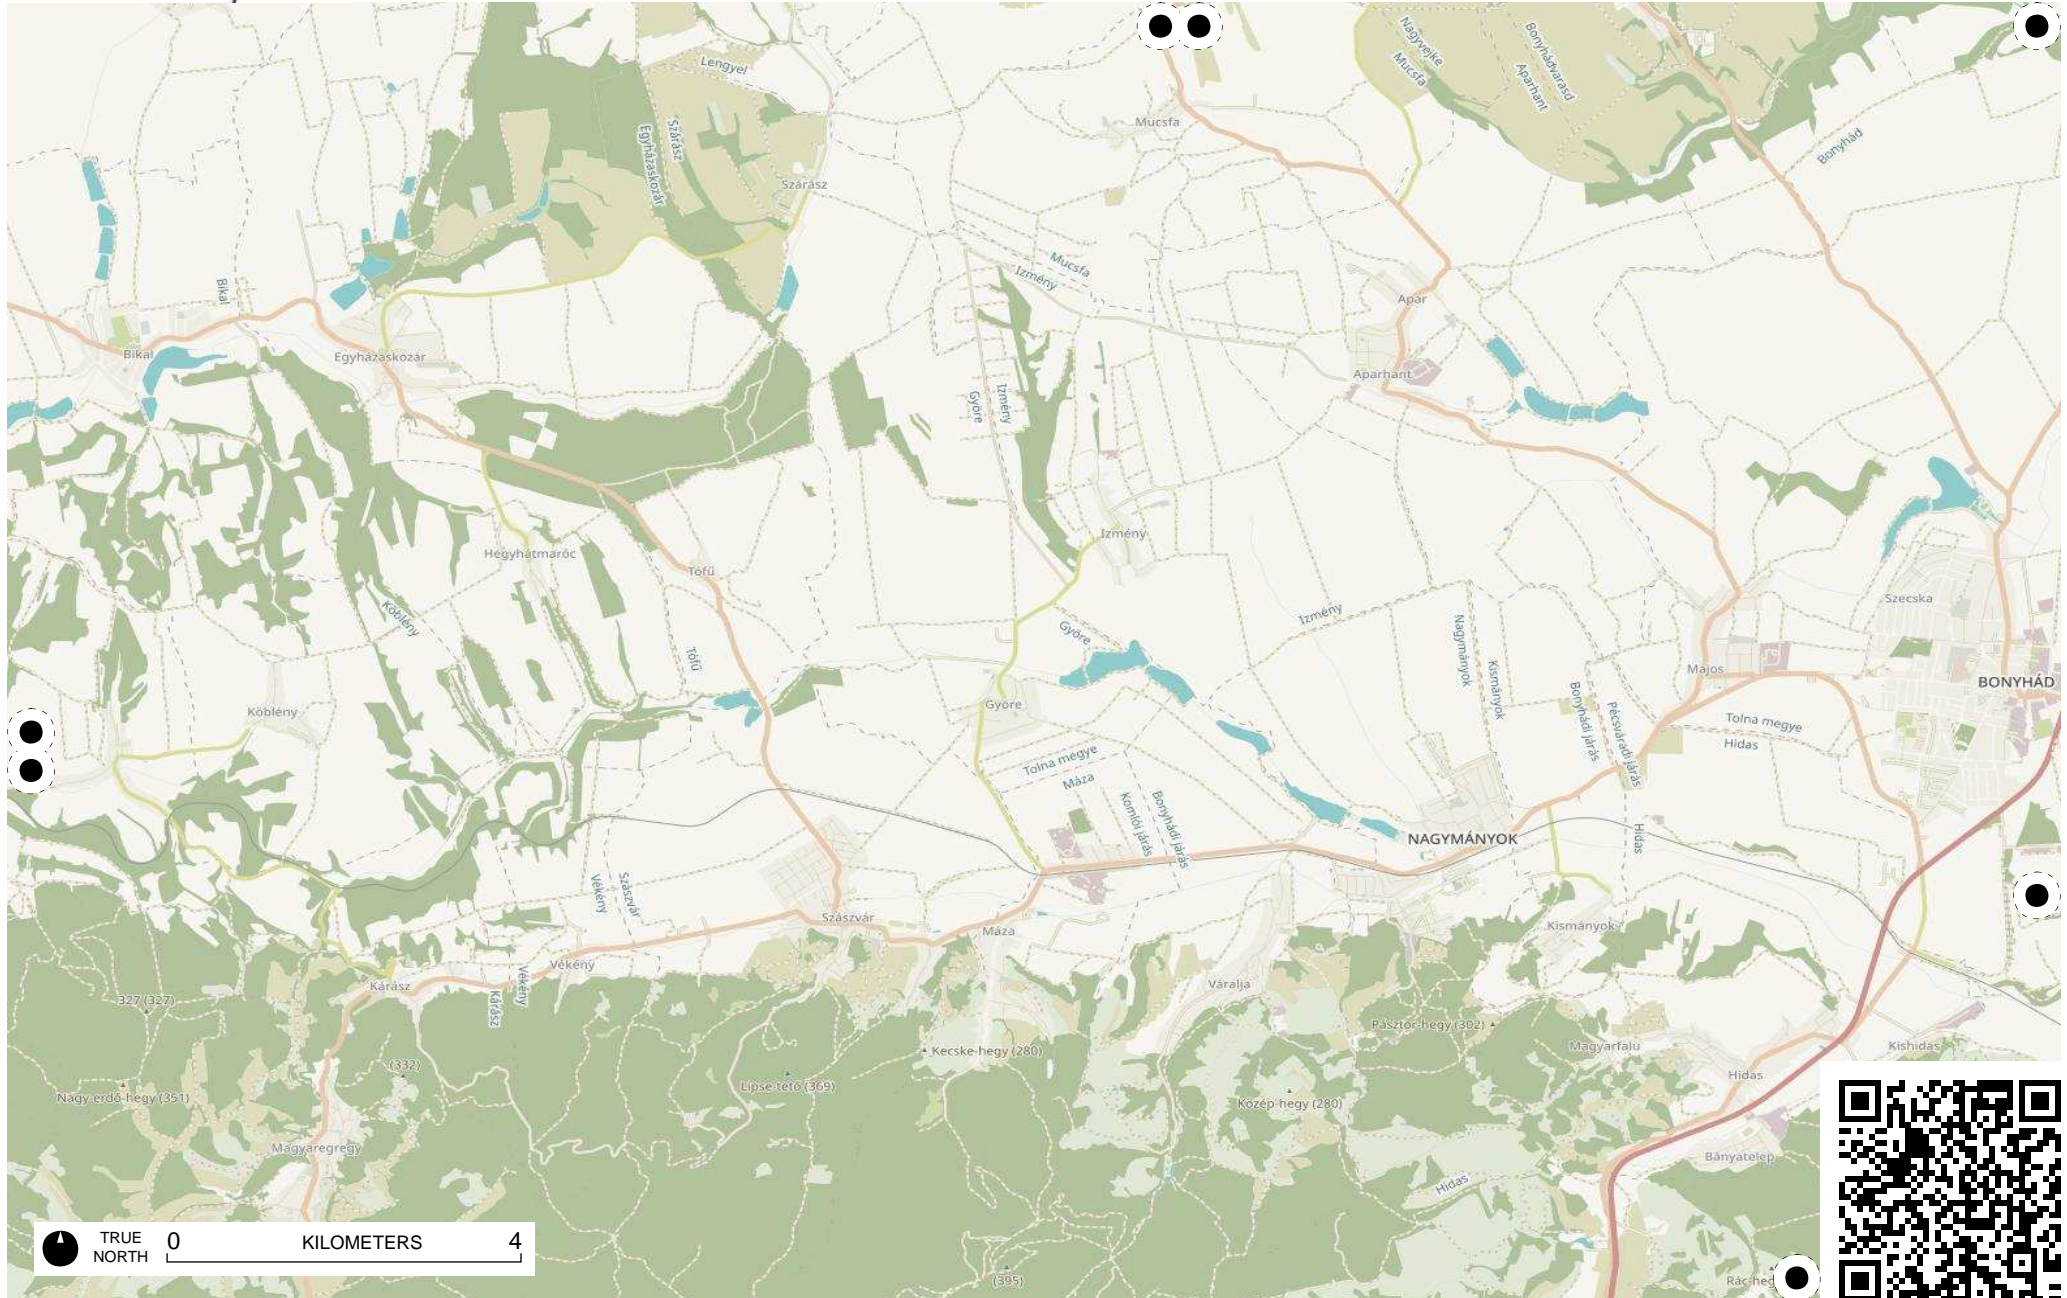 Lengyel
Nagyvejke
Mucsfa
Bonyhádvarasd
Aparhant
Mucsfa
Szárász
Egyházaskozár
Bonyhád
Szárász
Mucsfa
Izmény
Bikal
Apar
Bikal
Egyházaskozár
Aparhant
Izmény
Györe
Izmény
Hegyhátmaróc
Tófű
Szecska
Köblény
Izmény
Györe
Nagymányok
Kismányok
Tófű
Majos
BONYHÁD
Bonyhádi járás
Pécsváradi járás
Köblény
Györe
Tolna megye
Hidas
Tolna megye
Máza
Komlói járás
Bonyhádi járás
NAGYMÁNYOK
Hidas
Szászvár
Vékény
Szászvár
Máza
Kismányok
Vékény
Kárász
Vékény
Kárász
Váralja
327 (327)
Pásztor-hegy (302)
Magyarfalu
Kishidas
Kecske-hegy (280)
(332)
Lipse-tető (369)
Hidas
Nagy-erdő-hegy (351)
Közép-hegy (280)
Magyaregregy
Bányatelep
Hidas
TRUE
NORTH
0 KILOMETERS 4
(395)